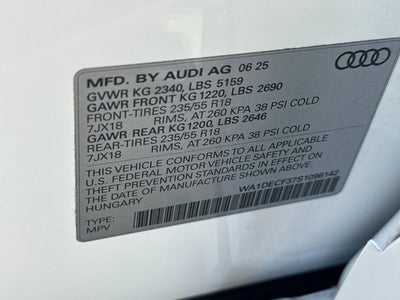 MFD. BY AUDI AG 06 25
GVWR KG 2340, LBS 5159
GAWR FRONT KG 1220, LBS 2690
FRONT-TIRES 235/55 R18
7JX18 RIMS, AT 260 KPA 38 PSI COLD
GAWR REAR KG 1200, LBS 2646
REAR-TIRES 235/55 R18
7JX18 RIMS, AT 260 KPA 38 PSI COLD
THIS VEHICLE CONFORMS TO ALL APPLICABLE
U.S. FEDERAL MOTOR VEHICLE SAFETY AND
THEFT PREVENTION STANDARDS IN EFFECT ON
THE DATE OF MANUFACTURE SHOWN ABOVE.
HUNGARY
WA1DECF37S1096142
TYPE:
MPV